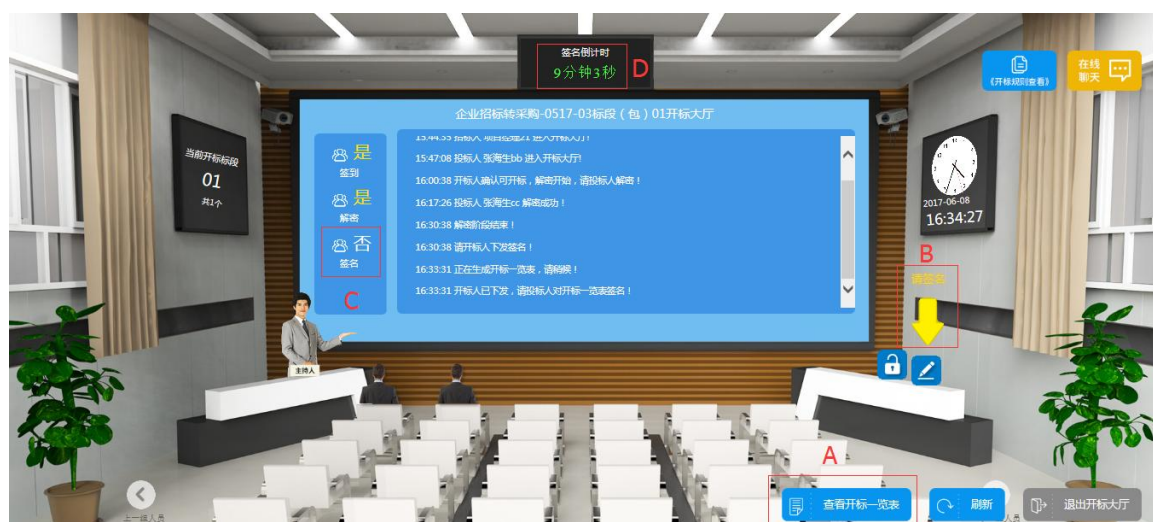 签名倒计时
9分钟3秒
D
《开标规则查看》
在线
聊天
企业招标转采购-0517-03标段（包）01开标大厅
当前开标标段
01
共1个
是
签到
是
解密
否
签名
C
15:47:08 投标人 张海生bb 进入开标大厅!
16:00:38 开标人确认可开标，解密开始，请投标人解密！
16:17:26 投标人 张海生cc 解密成功！
16:30:38 解密阶段结束！
16:30:38 请开标人下发签名！
16:33:31 正在生成开标一览表，请稍候！
16:33:31 开标人已下发，请投标人对开标一览表签名！
2017-06-08
16:34:27
B
请签名
主持人
A
查看开标一览表
刷新
退出开标大厅
上一组人员